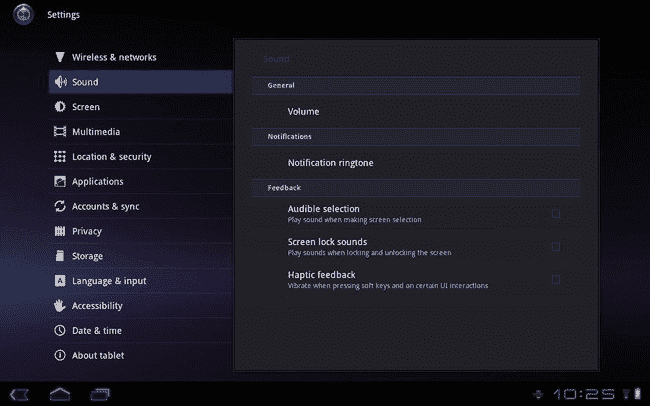 Settings
Wireless & networks
Sound
Screen
Multimedia
Location & security
Applications
Accounts & sync
Privacy
Storage
Language & input
Accessibility
Date & time
About tablet
Sound
General
Volume
Notifications
Notification ringtone
Feedback
Audible selection
Play sound when making screen selection
Screen lock sounds
Play sounds when locking and unlocking the screen
Haptic feedback
Vibrate when pressing soft keys and on certain UI interactions
10:25